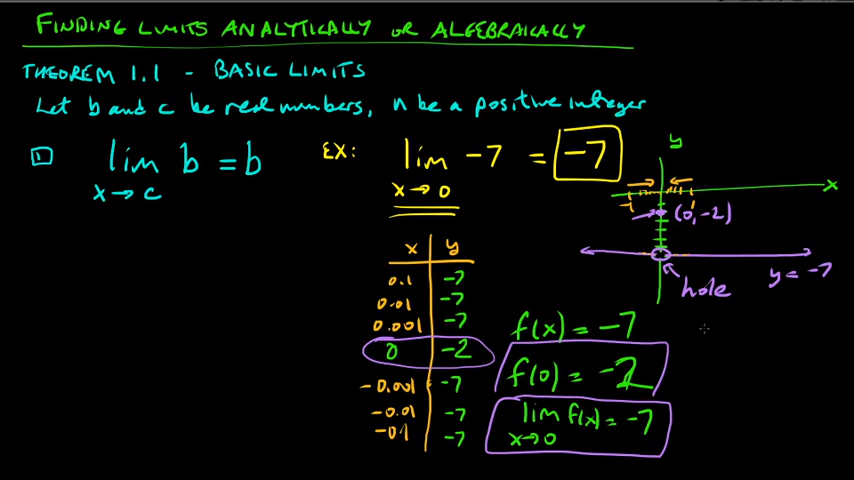 FINDING LIMITS ANALYTICALLY OR ALGEBRAICALLY
THEOREM 1.1 - BASIC LIMITS
Let b and c be real numbers, n be a positive integer
1 lim b = b
x → c
EX: lim -7 = -7
x → 0
x y
0.1 -7
0.01 -7
0.001 -7
0 -2
-0.001 -7
-0.01 -7
-0.1 -7
y
x
-1 1
(0,-2)
y = -7
hole
f(x) = -7
f(0) = -2
lim f(x) = -7
x→0